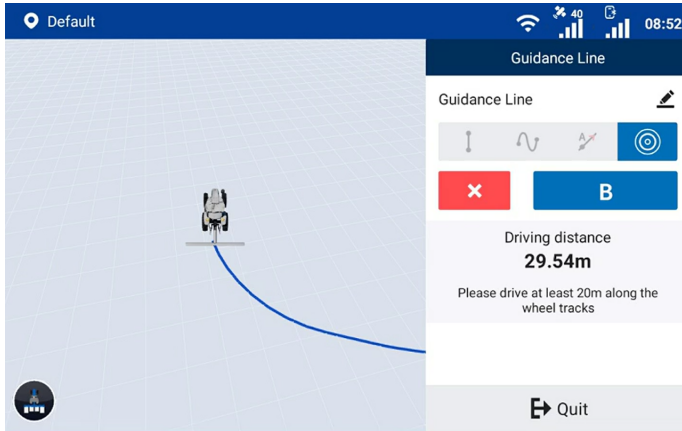 Default
40
08:52
Guidance Line
Guidance Line
A
B
Driving distance
29.54m
Please drive at least 20m along the
wheel tracks
Quit